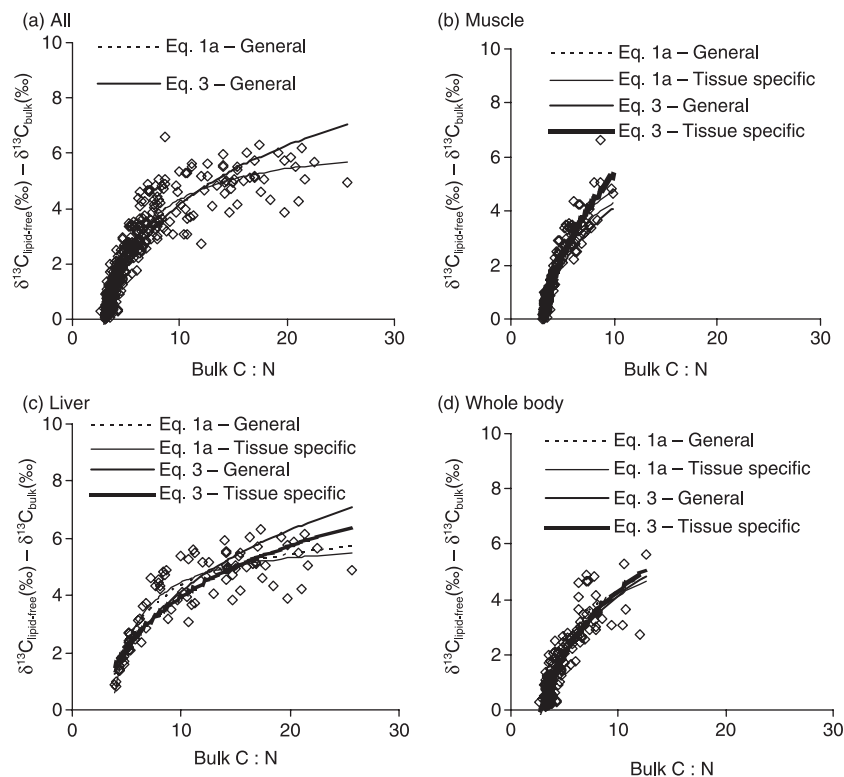 (a) All
Eq. 1a – General
Eq. 3 – General
10
8
6
4
2
0
0
10
20
30
δ13Clipid-free(‰) – δ13Cbulk(‰)
Bulk C : N
(b) Muscle
Eq. 1a – General
Eq. 1a – Tissue specific
Eq. 3 – General
Eq. 3 – Tissue specific
10
8
6
4
2
0
0
10
20
30
δ13Clipid-free(‰) – δ13Cbulk(‰)
Bulk C : N
(c) Liver
Eq. 1a – General
Eq. 1a – Tissue specific
Eq. 3 – General
Eq. 3 – Tissue specific
10
8
6
4
2
0
0
10
20
30
δ13Clipid-free(‰) – δ13Cbulk(‰)
Bulk C : N
(d) Whole body
Eq. 1a – General
Eq. 1a – Tissue specific
Eq. 3 – General
Eq. 3 – Tissue specific
10
8
6
4
2
0
0
10
20
30
δ13Clipid-free(‰) – δ13Cbulk(‰)
Bulk C : N